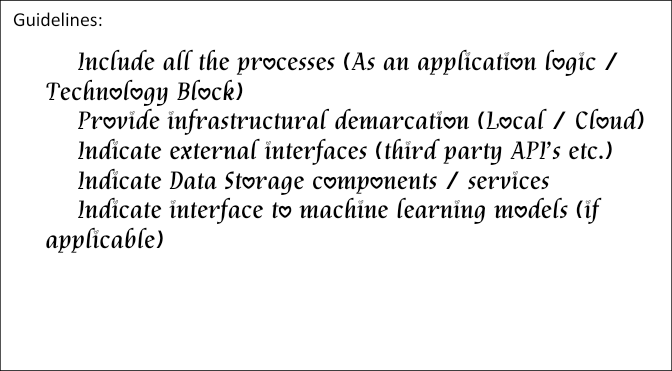 Guidelines:
Include all the processes (As an application logic /
Technology Block)
Provide infrastructural demarcation (Local / Cloud)
Indicate external interfaces (third party API's etc.)
Indicate Data Storage components / services
Indicate interface to machine learning models (if
applicable)